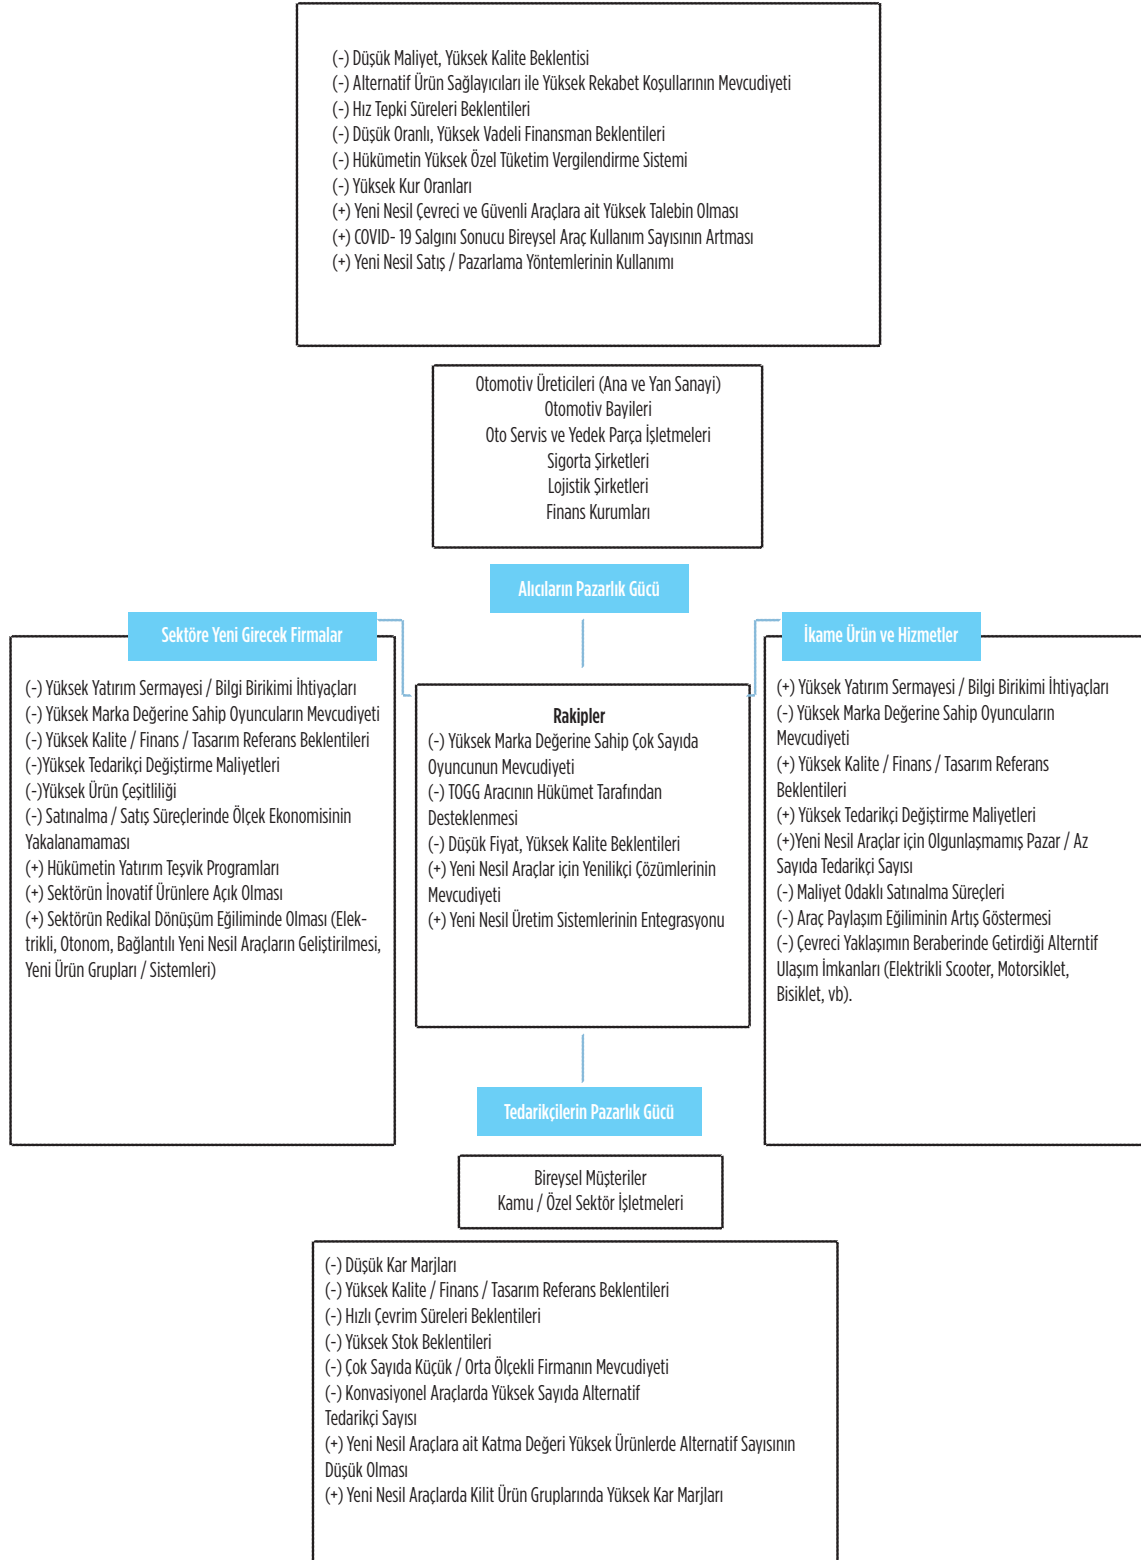 (-) Düşük Maliyet, Yüksek Kalite Beklentisi
(-) Alternatif Ürün Sağlayıcıları ile Yüksek Rekabet Koşullarının Mevcudiyeti
(-) Hız Tepki Süreleri Beklentileri
(-) Düşük Oranlı, Yüksek Vadeli Finansman Beklentileri
(-) Hükümetin Yüksek Özel Tüketim Vergilendirme Sistemi
(-) Yüksek Kur Oranları
(+) Yeni Nesil Çevreci ve Güvenli Araçlara ait Yüksek Talebin Olması
(+) COVID- 19 Salgını Sonucu Bireysel Araç Kullanım Sayısının Artması
(+) Yeni Nesil Satış / Pazarlama Yöntemlerinin Kullanımı
Otomotiv Üreticileri (Ana ve Yan Sanayi)
Otomotiv Bayileri
Oto Servis ve Yedek Parça İşletmeleri
Sigorta Şirketleri
Lojistik Şirketleri
Finans Kurumları
Alıcıların Pazarlık Gücü
Sektöre Yeni Girecek Firmalar
(-) Yüksek Yatırım Sermayesi / Bilgi Birikimi İhtiyaçları
(-) Yüksek Marka Değerine Sahip Oyuncuların Mevcudiyeti
(-) Yüksek Kalite / Finans / Tasarım Referans Beklentileri
(-)Yüksek Tedarikçi Değiştirme Maliyetleri
(-)Yüksek Ürün Çeşitliliği
(-) Satınalma / Satış Süreçlerinde Ölçek Ekonomisinin
Yakalanamaması
(+) Hükümetin Yatırım Teşvik Programları
(+) Sektörün İnovatif Ürünlere Açık Olması
(+) Sektörün Redikal Dönüşüm Eğiliminde Olması (Elek-
trikli, Otonom, Bağlantılı Yeni Nesil Araçların Geliştirilmesi,
Yeni Ürün Grupları / Sistemleri)
Rakipler
(-) Yüksek Marka Değerine Sahip Çok Sayıda
Oyuncunun Mevcudiyeti
(-) TOGG Aracının Hükümet Tarafından
Desteklenmesi
(-) Düşük Fiyat, Yüksek Kalite Beklentileri
(+) Yeni Nesil Araçlar için Yenilikçi Çözümlerinin
Mevcudiyeti
(+) Yeni Nesil Üretim Sistemlerinin Entegrasyonu
İkame Ürün ve Hizmetler
(+) Yüksek Yatırım Sermayesi / Bilgi Birikimi İhtiyaçları
(-) Yüksek Marka Değerine Sahip Oyuncuların
Mevcudiyeti
(+) Yüksek Kalite / Finans / Tasarım Referans
Beklentileri
(+) Yüksek Tedarikçi Değiştirme Maliyetleri
(+)Yeni Nesil Araçlar için Olgunlaşmamış Pazar / Az
Sayıda Tedarikçi Sayısı
(-) Maliyet Odaklı Satınalma Süreçleri
(-) Araç Paylaşım Eğiliminin Artış Göstermesi
(-) Çevreci Yaklaşımın Beraberinde Getirdiği Alterntif
Ulaşım İmkanları (Elektrikli Scooter, Motorsiklet,
Bisiklet, vb).
Tedarikçilerin Pazarlık Gücü
Bireysel Müşteriler
Kamu / Özel Sektör İşletmeleri
(-) Düşük Kar Marjları
(-) Yüksek Kalite / Finans / Tasarım Referans Beklentileri
(-) Hızlı Çevrim Süreleri Beklentileri
(-) Yüksek Stok Beklentileri
(-) Çok Sayıda Küçük / Orta Ölçekli Firmanın Mevcudiyeti
(-) Konvasiyonel Araçlarda Yüksek Sayıda Alternatif
Tedarikçi Sayısı
(+) Yeni Nesil Araçlara ait Katma Değeri Yüksek Ürünlerde Alternatif Sayısının
Düşük Olması
(+) Yeni Nesil Araçlarda Kilit Ürün Gruplarında Yüksek Kar Marjları